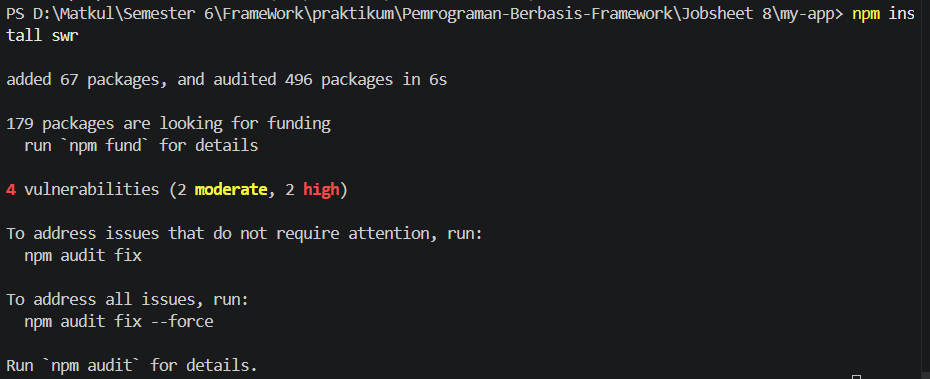 PS D:\Matkul\Semester 6\FrameWork\praktikum\Pemrograman-Berbasis-Framework\Jobsheet 8\my-app> npm ins
tall swr
added 67 packages, and audited 496 packages in 6s
179 packages are looking for funding
  run `npm fund` for details
4 vulnerabilities (2 moderate, 2 high)
To address issues that do not require attention, run:
  npm audit fix
To address all issues, run:
  npm audit fix --force
Run `npm audit` for details.